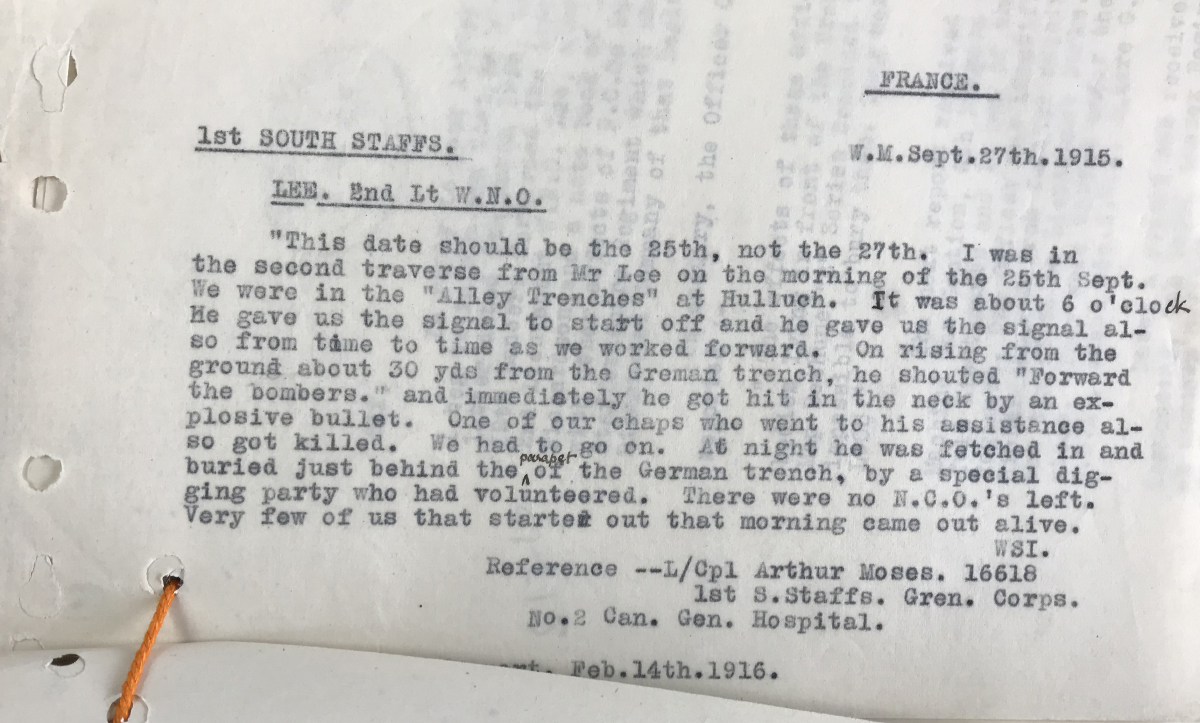 FRANCE.
1st SOUTH STAFFS.
W.M.Sept.27th.1915.
LEE. 2nd Lt W.N.O.
"This date should be the 25th, not the 27th. I was in
the second traverse from Mr Lee on the morning of the 25th Sept.
We were in the "Alley Trenches" at Hulluch. It was about 6 o'clock
He gave us the signal to start off and he gave us the signal al-
so from time to time as we worked forward. On rising from the
ground about 30 yds from the Greman trench, he shouted "Forward
the bombers." and immediately he got hit in the neck by an ex-
plosive bullet. One of our chaps who went to his assistance al-
so got killed. We had to go on. At night he was fetched in and
parapet
buried just behind the of the German trench, by a special dig-
ging party who had volunteered. There were no N.C.O.'s left.
Very few of us that started out that morning came out alive.
WSI.
Reference --L/Cpl Arthur Moses. 16618
1st S.Staffs. Gren. Corps.
No.2 Can. Gen. Hospital.
Feb.14th.1916.